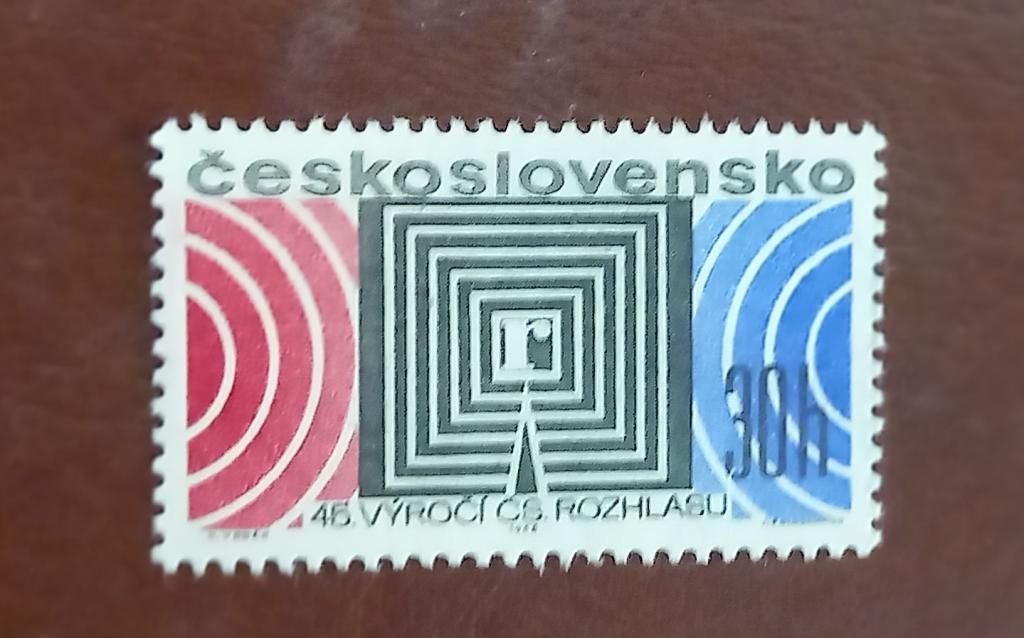 československo
r
30h
45. VÝROČÍ ČS. ROZHLASU